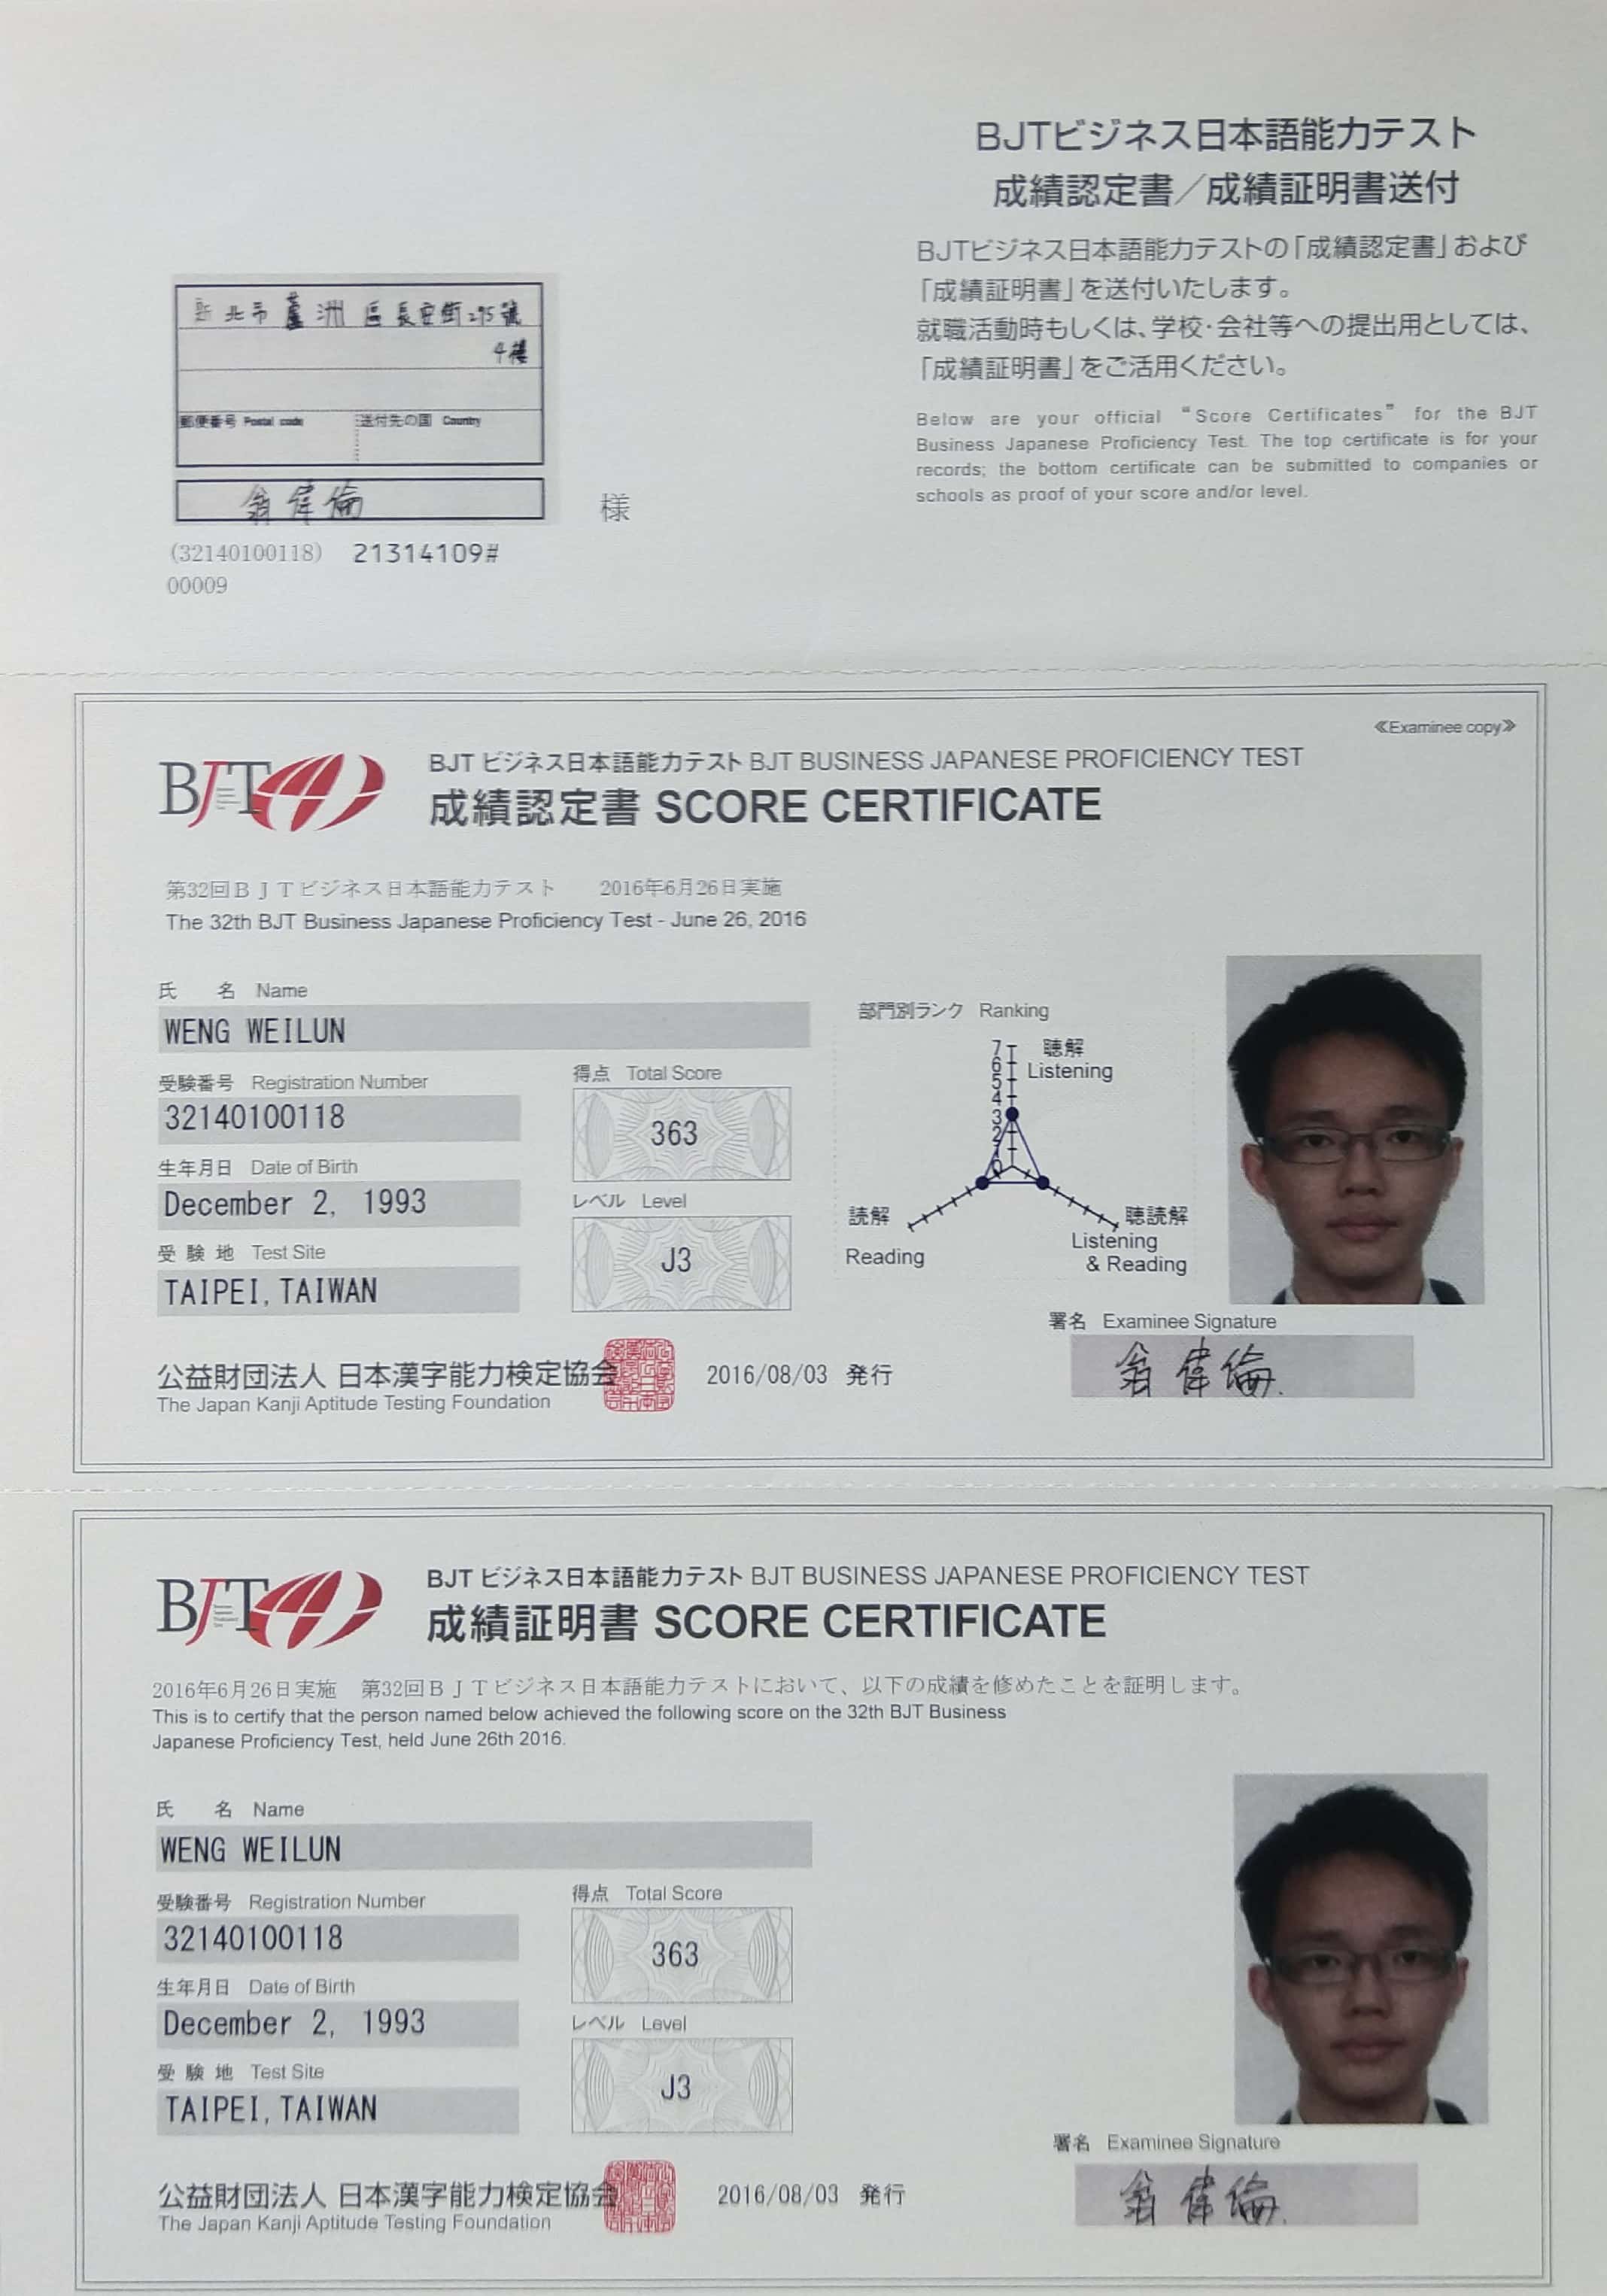 BJTビジネス日本語能力テスト
成績認定書／成績証明書送付
BJTビジネス日本語能力テストの「成績認定書」および
「成績証明書」を送付いたします。
就職活動時もしくは、学校・会社等への提出用としては、
「成績証明書」をご活用ください。
Below are your official “Score Certificates” for the BJT
Business Japanese Proficiency Test. The top certificate is for your
records; the bottom certificate can be submitted to companies or
schools as proof of your score and/or level.
新北市蘆洲區長安街295號
4樓
郵便番号 Postal code 送付先の国 Country
翁偉倫 様
(32140100118) 21314109#
00009
≪Examinee copy≫
BJT
BJT ビジネス日本語能力テスト BJT BUSINESS JAPANESE PROFICIENCY TEST
成績認定書 SCORE CERTIFICATE
第32回ＢＪＴビジネス日本語能力テスト 2016年6月26日実施
The 32th BJT Business Japanese Proficiency Test - June 26, 2016
氏 名 Name
WENG WEILUN
受験番号 Registration Number
32140100118
生年月日 Date of Birth
December 2, 1993
受験地 Test Site
TAIPEI, TAIWAN
得点 Total Score
363
レベル Level
J3
部門別ランク Ranking
7
6
5
4
3
2
1
0
聴解
Listening
読解
Reading
聴読解
Listening
& Reading
署名 Examinee Signature
翁偉倫.
公益財団法人 日本漢字能力検定協会 2016/08/03 発行
The Japan Kanji Aptitude Testing Foundation
BJT
BJT ビジネス日本語能力テスト BJT BUSINESS JAPANESE PROFICIENCY TEST
成績証明書 SCORE CERTIFICATE
2016年6月26日実施 第32回ＢＪＴビジネス日本語能力テストにおいて、以下の成績を修めたことを証明します。
This is to certify that the person named below achieved the following score on the 32th BJT Business
Japanese Proficiency Test, held June 26th 2016.
氏 名 Name
WENG WEILUN
受験番号 Registration Number
32140100118
生年月日 Date of Birth
December 2, 1993
受験地 Test Site
TAIPEI, TAIWAN
得点 Total Score
363
レベル Level
J3
署名 Examinee Signature
翁偉倫.
公益財団法人 日本漢字能力検定協会 2016/08/03 発行
The Japan Kanji Aptitude Testing Foundation